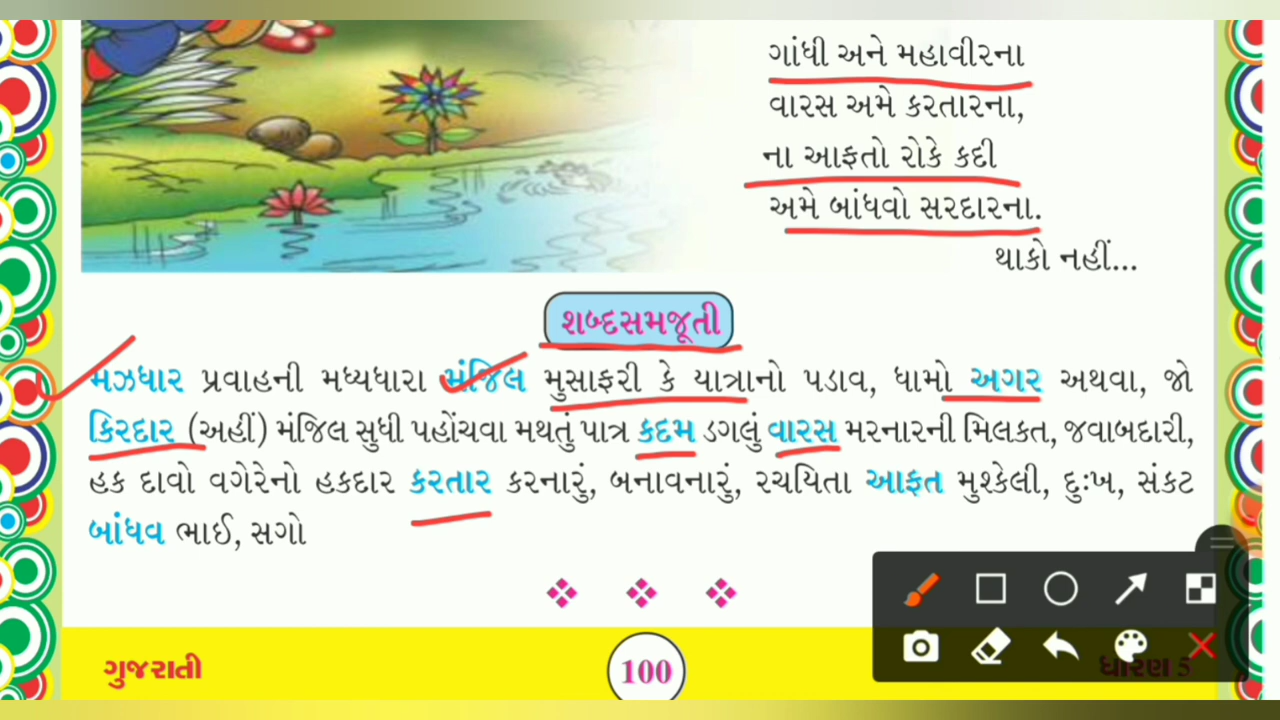 ગાંધી અને મહાવીરના
વારસ અમે કરતારના,
ના આફતો રોકે કદી
અમે બાંધવો સરદારના.
થાકો નહીં...
શબ્દસમજૂતી
મઝધાર પ્રવાહની મધ્યધારા મંજિલ મુસાફરી કે યાત્રાનો પડાવ, ધામો અગર અથવા, જો
કિરદાર (અહીં) મંજિલ સુધી પહોંચવા મથતું પાત્ર કદમ ડગલું વારસ મરનારની મિલકત, જવાબદારી,
હક દાવો વગેરેનો હકદાર કરતાર કરનારું, બનાવનારું, રચયિતા આફત મુશ્કેલી, દુઃખ, સંકટ
બાંધવ ભાઈ, સગો
ગુજરાતી
100
ધોરણ 5